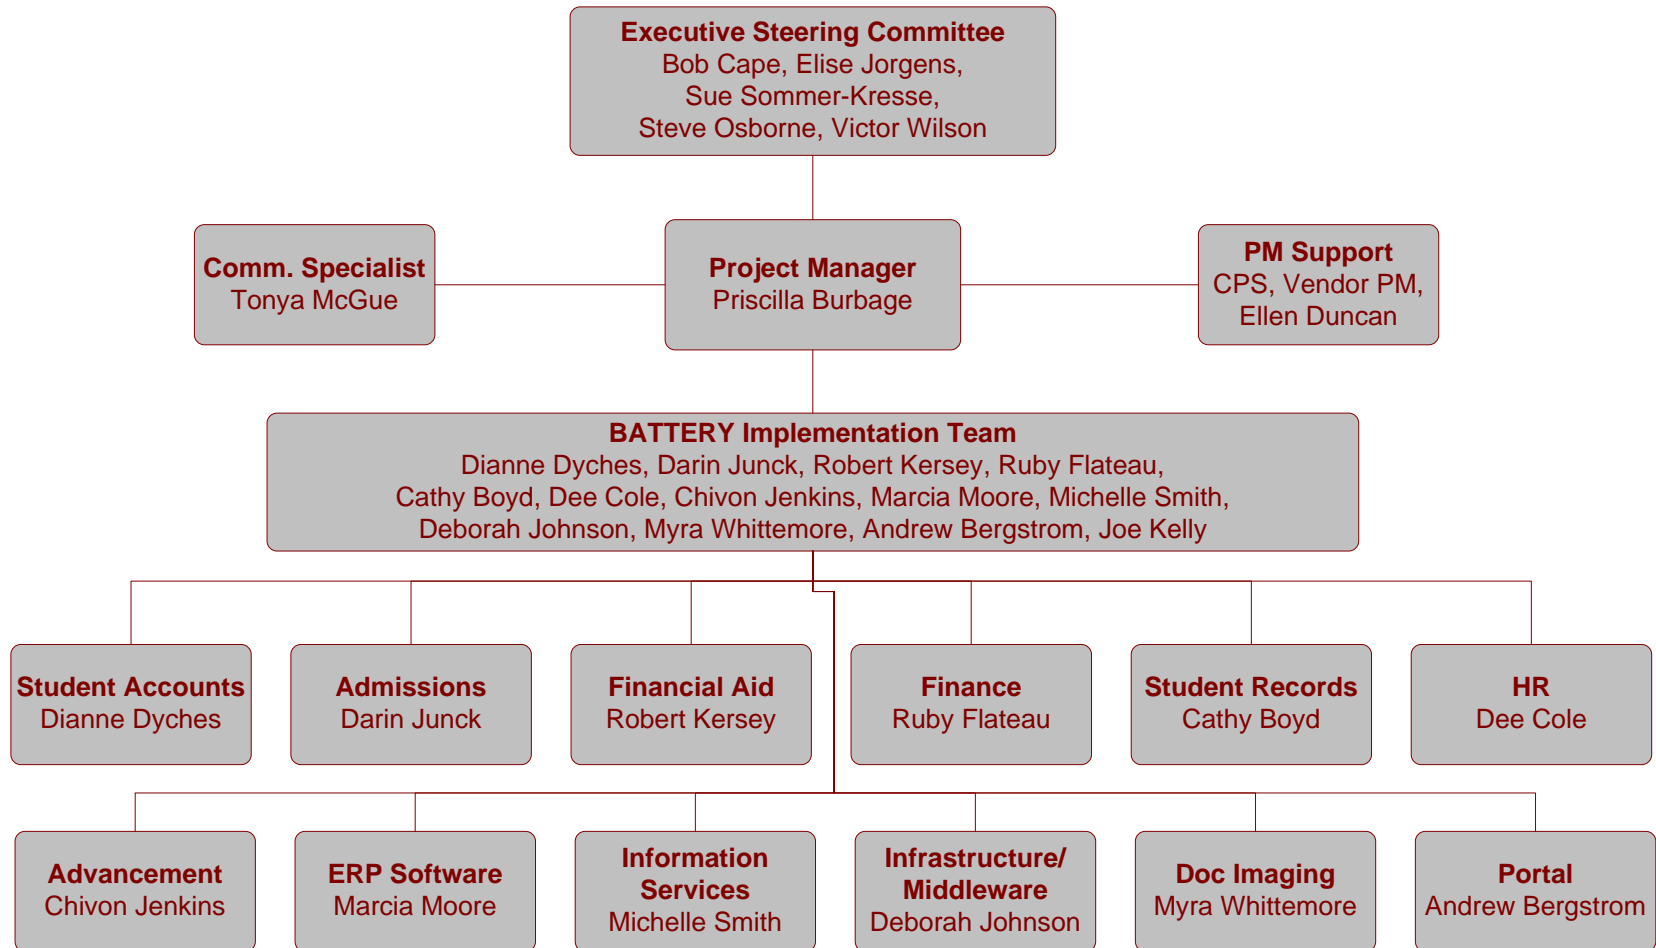 Executive Steering Committee
Bob Cape, Elise Jorgens,
Sue Sommer-Kresse,
Steve Osborne, Victor Wilson
Comm. Specialist
Tonya McGue
Project Manager
Priscilla Burbage
PM Support
CPS, Vendor PM,
Ellen Duncan
BATTERY Implementation Team
Dianne Dyches, Darin Junck, Robert Kersey, Ruby Flateau,
Cathy Boyd, Dee Cole, Chivon Jenkins, Marcia Moore, Michelle Smith,
Deborah Johnson, Myra Whittemore, Andrew Bergstrom, Joe Kelly
Student Accounts
Dianne Dyches
Admissions
Darin Junck
Financial Aid
Robert Kersey
Finance
Ruby Flateau
Student Records
Cathy Boyd
HR
Dee Cole
Advancement
Chivon Jenkins
ERP Software
Marcia Moore
Information
Services
Michelle Smith
Infrastructure/
Middleware
Deborah Johnson
Doc Imaging
Myra Whittemore
Portal
Andrew Bergstrom